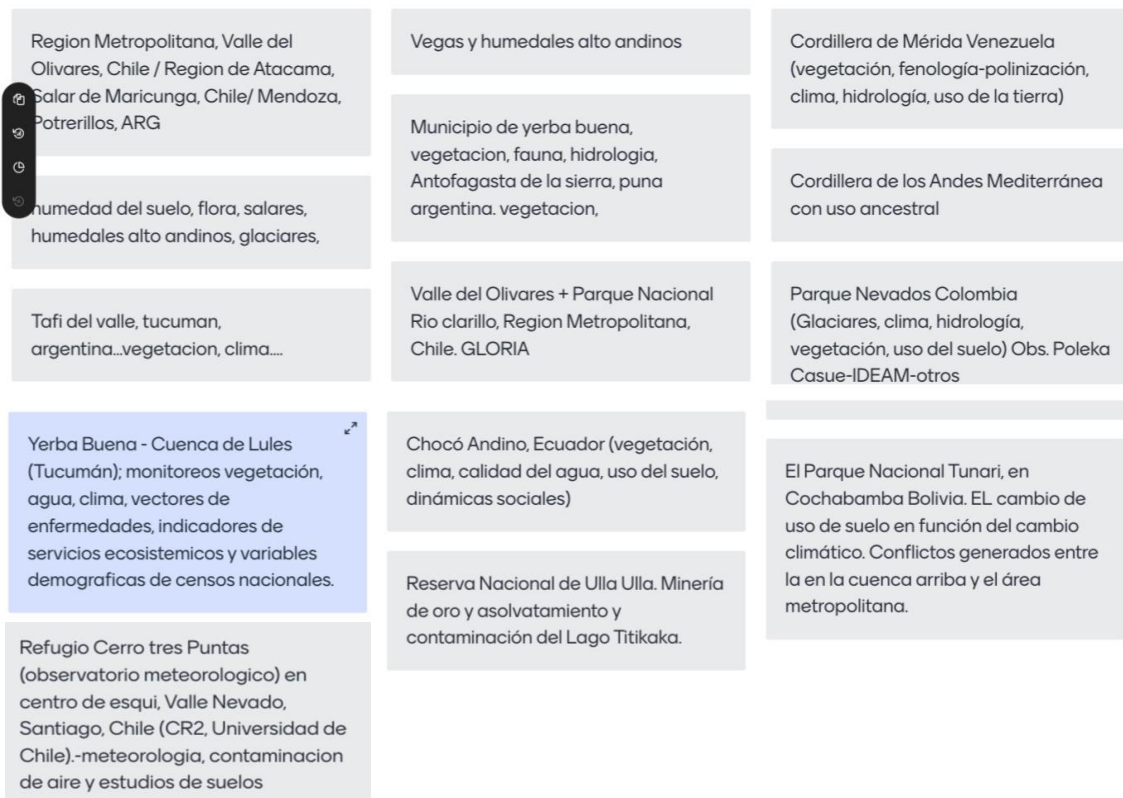 Region Metropolitana, Valle del
Olivares, Chile / Region de Atacama,
Salar de Maricunga, Chile/ Mendoza,
Potrerillos, ARG
humedad del suelo, flora, salares,
humedales alto andinos, glaciares,
Tafi del valle, tucuman,
argentina...vegetacion, clima....
Yerba Buena - Cuenca de Lules
(Tucumán); monitoreos vegetación,
agua, clima, vectores de
enfermedades, indicadores de
servicios ecosistemicos y variables
demograficas de censos nacionales.
Refugio Cerro tres Puntas
(observatorio meteorologico) en
centro de esqui, Valle Nevado,
Santiago, Chile (CR2, Universidad de
Chile).-meteorologia, contaminacion
de aire y estudios de suelos
Vegas y humedales alto andinos
Municipio de yerba buena,
vegetacion, fauna, hidrologia,
Antofagasta de la sierra, puna
argentina. vegetacion,
Valle del Olivares + Parque Nacional
Rio clarillo, Region Metropolitana,
Chile. GLORIA
Chocó Andino, Ecuador (vegetación,
clima, calidad del agua, uso del suelo,
dinámicas sociales)
Reserva Nacional de Ulla Ulla. Minería
de oro y asolvatamiento y
contaminación del Lago Titikaka.
Cordillera de Mérida Venezuela
(vegetación, fenología-polinización,
clima, hidrología, uso de la tierra)
Cordillera de los Andes Mediterránea
con uso ancestral
Parque Nevados Colombia
(Glaciares, clima, hidrología,
vegetación, uso del suelo) Obs. Poleka
Casue-IDEAM-otros
El Parque Nacional Tunari, en
Cochabamba Bolivia. EL cambio de
uso de suelo en función del cambio
climático. Conflictos generados entre
la en la cuenca arriba y el área
metropolitana.